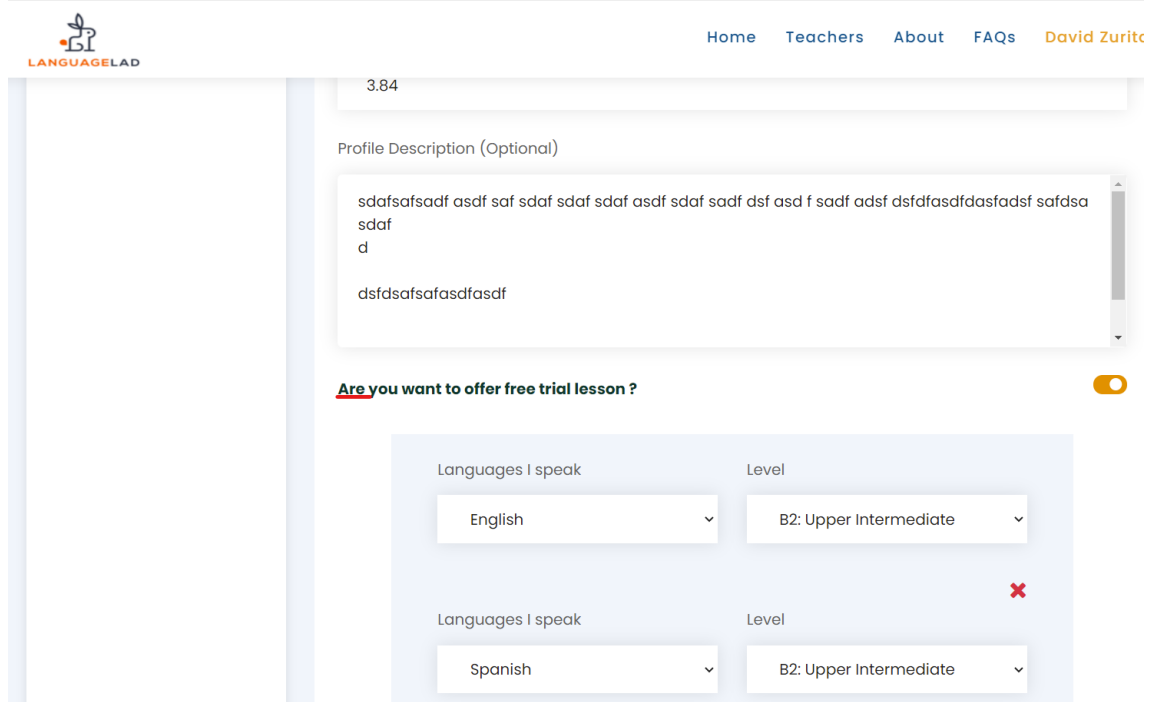 LANGUAGELAD
Home Teachers About FAQs David Zurita
3.84
Profile Description (Optional)
sdafsafsadf asdf saf sdaf sdaf sdaf asdf sdaf sadf dsf asd f sadf adsf dsfdfasdfdasfadsf safdsa
sdaf
d
dsfdsafsafasdfasdf
Are you want to offer free trial lesson ?
Languages I speak Level
English B2: Upper Intermediate
Languages I speak Level
Spanish B2: Upper Intermediate